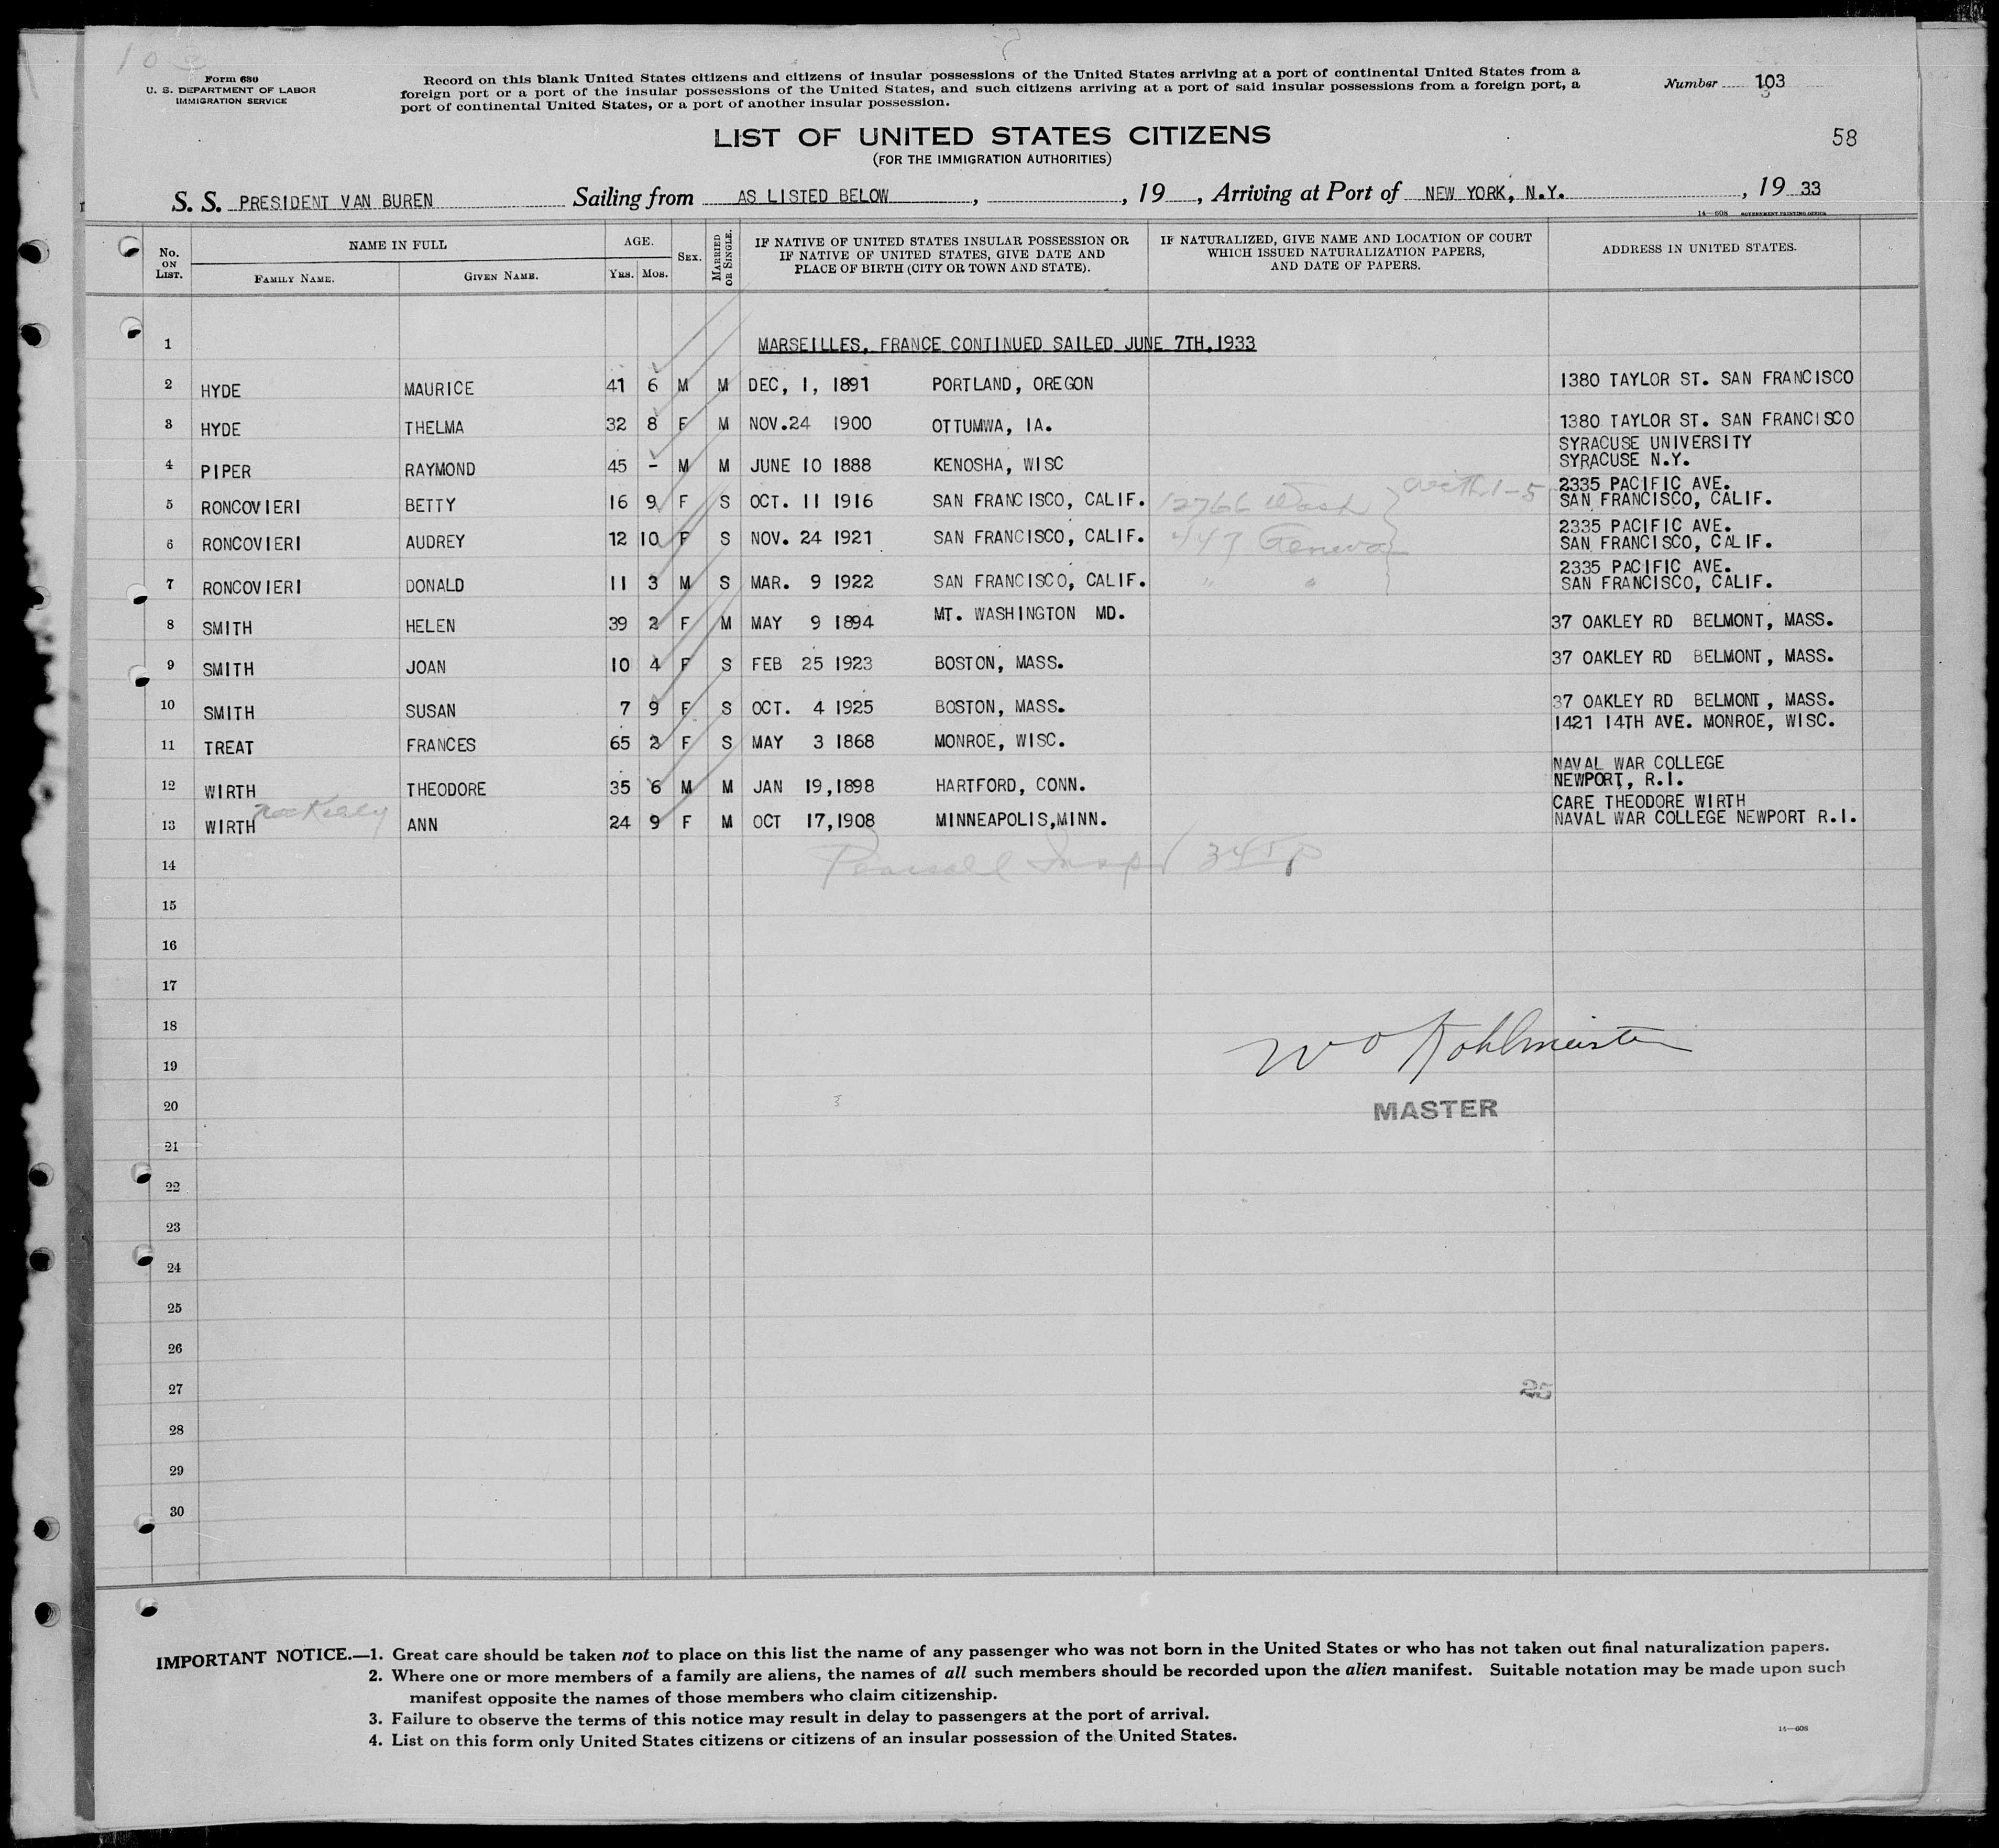 103
Form 630
U. S. DEPARTMENT OF LABOR
IMMIGRATION SERVICE
Record on this blank United States citizens and citizens of insular possessions of the United States arriving at a port of continental United States from a
foreign port or a port of the insular possessions of the United States, and such citizens arriving at a port of said insular possessions from a foreign port, a
port of continental United States, or a port of another insular possession.
Number 103
LIST OF UNITED STATES CITIZENS
58
(FOR THE IMMIGRATION AUTHORITIES)
S. S. PRESIDENT VAN BUREN Sailing from AS LISTED BELOW , , 19 , Arriving at Port of NEW YORK, N.Y. , 19 33
14—608 GOVERNMENT PRINTING OFFICE
No. ON LIST. NAME IN FULL FAMILY NAME. GIVEN NAME. AGE. YRS. MOS. SEX. MARRIED OR SINGLE. IF NATIVE OF UNITED STATES INSULAR POSSESSION OR IF NATIVE OF UNITED STATES, GIVE DATE AND PLACE OF BIRTH (CITY OR TOWN AND STATE). IF NATURALIZED, GIVE NAME AND LOCATION OF COURT WHICH ISSUED NATURALIZATION PAPERS, AND DATE OF PAPERS. ADDRESS IN UNITED STATES.
1 MARSEILLES, FRANCE CONTINUED SAILED JUNE 7TH, 1933
2 HYDE MAURICE 41 6 M M DEC, 1, 1891 PORTLAND, OREGON 1380 TAYLOR ST. SAN FRANCISCO
3 HYDE THELMA 32 8 F M NOV.24 1900 OTTUMWA, IA. 1380 TAYLOR ST. SAN FRANCISCO
4 PIPER RAYMOND 45 - M M JUNE 10 1888 KENOSHA, WISC SYRACUSE UNIVERSITY SYRACUSE N.Y.
5 RONCOVIERI BETTY 16 9 F S OCT. 11 1916 SAN FRANCISCO, CALIF. 12766 Wash 2335 PACIFIC AVE. SAN FRANCISCO, CALIF.
6 RONCOVIERI AUDREY 12 10 F S NOV. 24 1921 SAN FRANCISCO, CALIF. 447 Geneva 2335 PACIFIC AVE. SAN FRANCISCO, CALIF.
7 RONCOVIERI DONALD 11 3 M S MAR. 9 1922 SAN FRANCISCO, CALIF. " " 2335 PACIFIC AVE. SAN FRANCISCO, CALIF.
8 SMITH HELEN 39 2 F M MAY 9 1894 MT. WASHINGTON MD. 37 OAKLEY RD BELMONT, MASS.
9 SMITH JOAN 10 4 F S FEB 25 1923 BOSTON, MASS. 37 OAKLEY RD BELMONT, MASS.
10 SMITH SUSAN 7 9 F S OCT. 4 1925 BOSTON, MASS. 37 OAKLEY RD BELMONT, MASS.
11 TREAT FRANCES 65 2 F S MAY 3 1868 MONROE, WISC. 1421 14TH AVE. MONROE, WISC.
12 WIRTH THEODORE 35 6 M M JAN 19,1898 HARTFORD, CONN. NAVAL WAR COLLEGE NEWPORT, R.I.
13 WIRTH ANN 24 9 F M OCT 17,1908 MINNEAPOLIS,MINN. CARE THEODORE WIRTH NAVAL WAR COLLEGE NEWPORT R.I.
14
15
16
17
18
W O Kohlmeister
19
20
MASTER
21
22
23
24
25
26
27
25
28
29
30
IMPORTANT NOTICE.—1. Great care should be taken not to place on this list the name of any passenger who was not born in the United States or who has not taken out final naturalization papers.
2. Where one or more members of a family are aliens, the names of all such members should be recorded upon the alien manifest. Suitable notation may be made upon such
manifest opposite the names of those members who claim citizenship.
3. Failure to observe the terms of this notice may result in delay to passengers at the port of arrival.
14—608
4. List on this form only United States citizens or citizens of an insular possession of the United States.